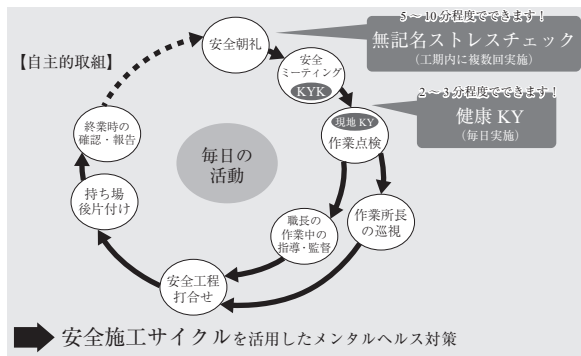 5～10分程度でできます！
無記名ストレスチェック
（工期内に複数回実施）
【自主的取組】
安全朝礼
安全
ミーティング
KYK
2～3分程度でできます！
健康 KY
（毎日実施）
現地 KY
作業点検
終業時の
確認・報告
毎日の
活動
持ち場
後片付け
職長の
作業中の
指導・監督
作業所長
の巡視
安全工程
打合せ
安全施工サイクルを活用したメンタルヘルス対策